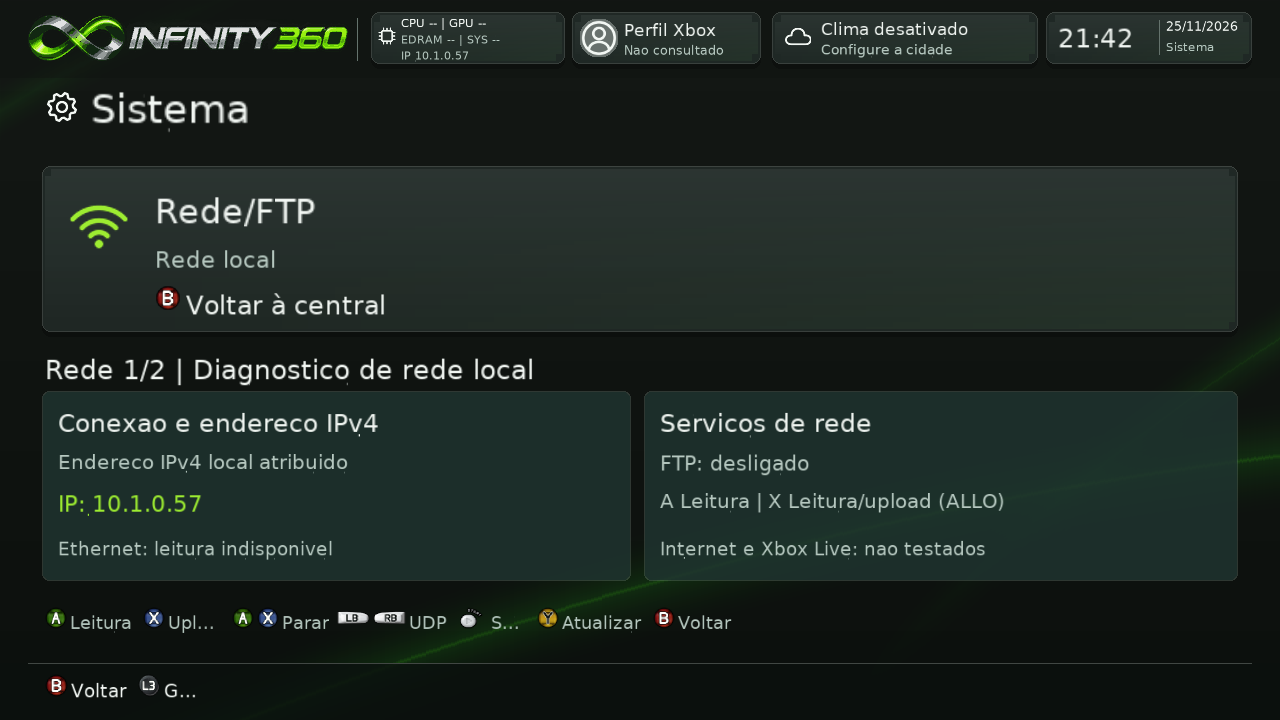 INFINITY 360
CPU -- | GPU --
EDRAM -- | SYS --
IP 10.1.0.57
Perfil Xbox
Nao consultado
Clima desativado
Configure a cidade
21:42
25/11/2026
Sistema
Sistema
Rede/FTP
Rede local
B Voltar à central
Rede 1/2 | Diagnostico de rede local
Conexao e endereco IPv4
Endereco IPv4 local atribuido
IP: 10.1.0.57
Ethernet: leitura indisponivel
Servicos de rede
FTP: desligado
A Leitura | X Leitura/upload (ALLO)
Internet e Xbox Live: nao testados
A Leitura X Upl... A X Parar LB RB UDP S... Y Atualizar B Voltar
B Voltar L3 G...